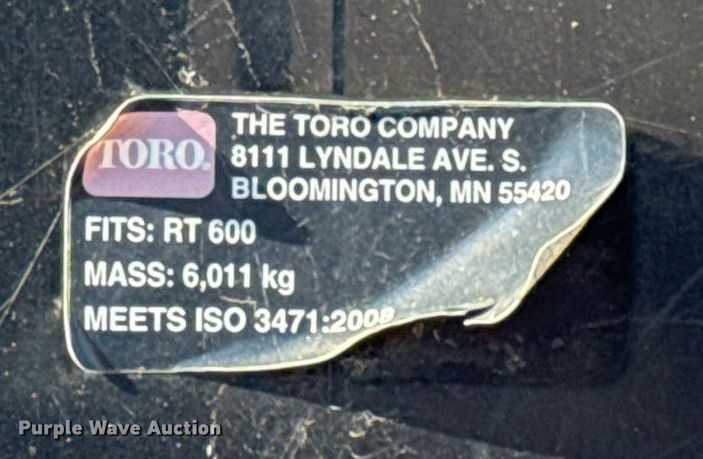 TORO.
THE TORO COMPANY
8111 LYNDALE AVE. S.
BLOOMINGTON, MN 55420
FITS: RT 600
MASS: 6,011 kg
MEETS ISO 3471:2008
Purple Wave Auction